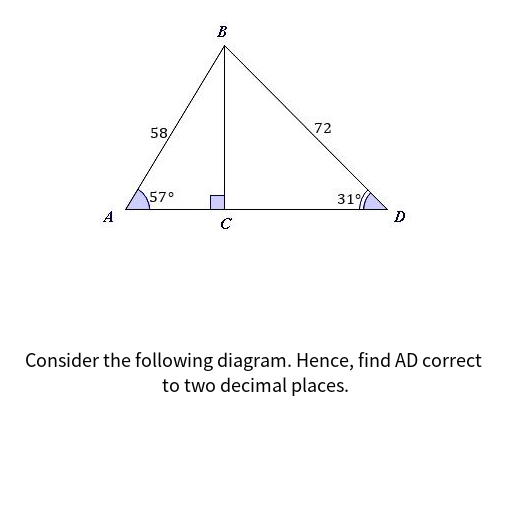 B
58
72
57°
31°
A
C
D
Consider the following diagram. Hence, find AD correct
to two decimal places.